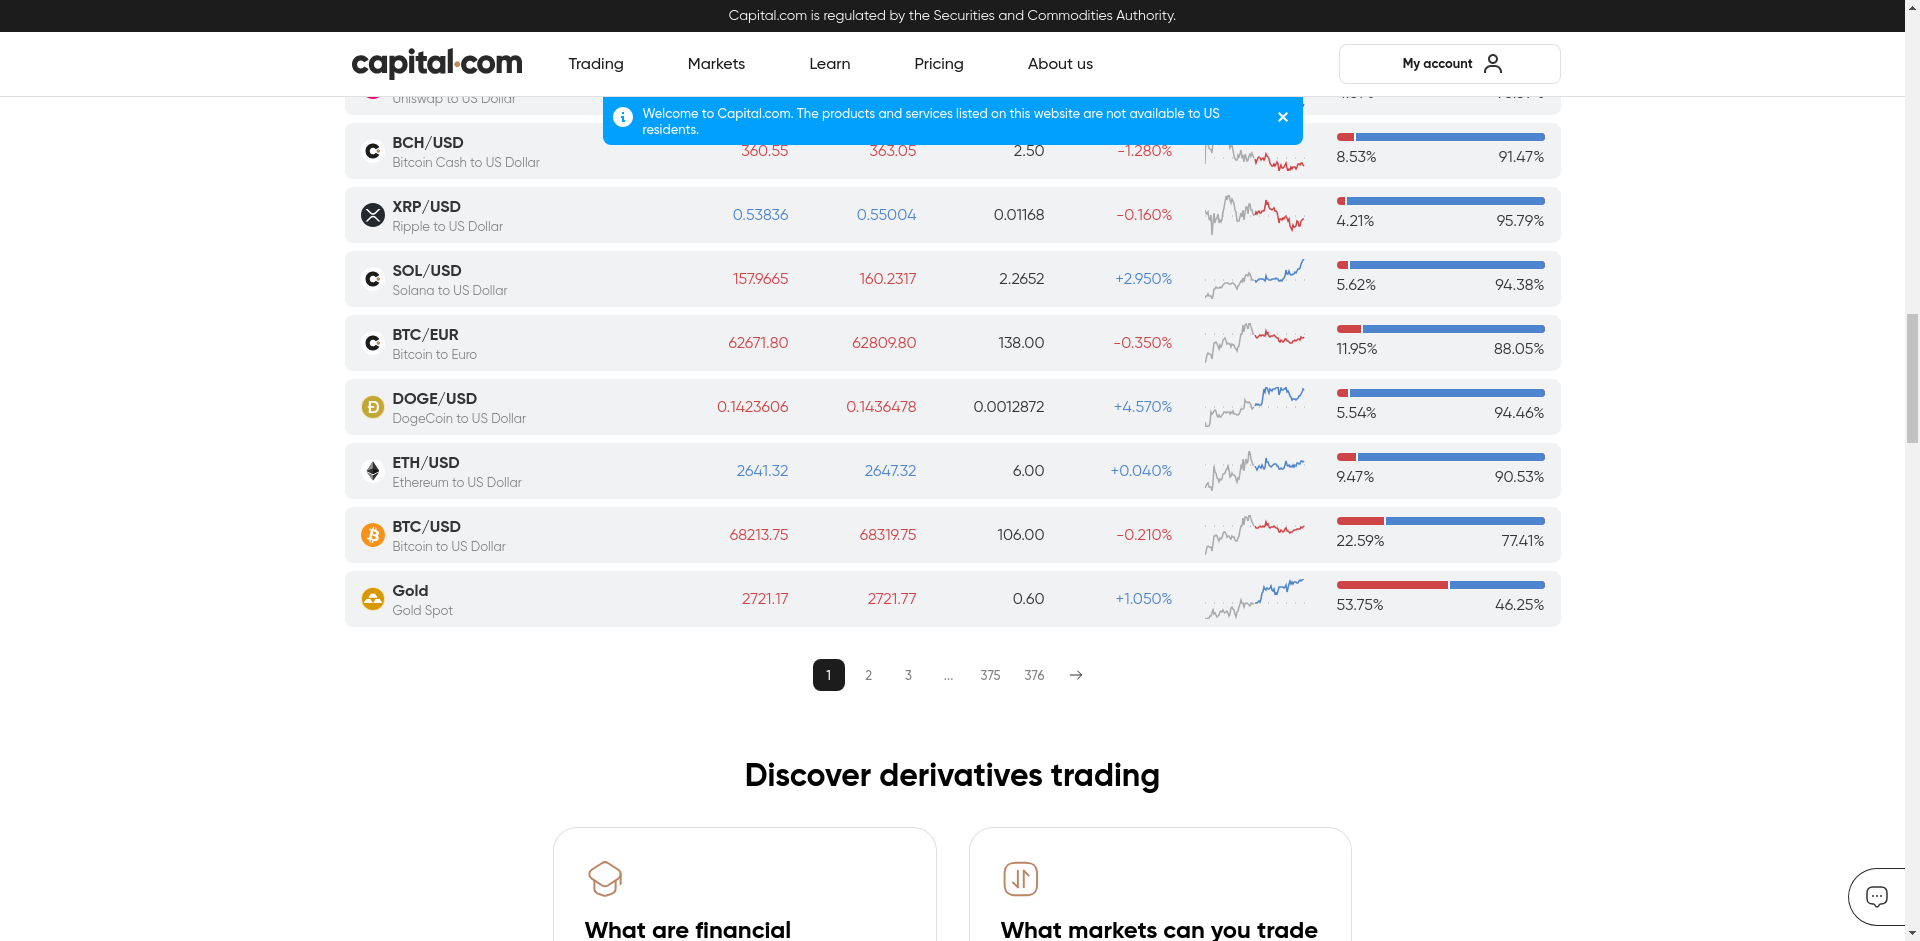 Capital.com is regulated by the Securities and Commodities Authority.
capital.com
Trading
Markets
Learn
Pricing
About us
My account
Uniswap to US Dollar
Welcome to Capital.com. The products and services listed on this website are not available to US
residents.
BCH/USD
Bitcoin Cash to US Dollar
360.55
363.05
2.50
-1.280%
8.53%
91.47%
XRP/USD
Ripple to US Dollar
0.53836
0.55004
0.01168
-0.160%
4.21%
95.79%
SOL/USD
Solana to US Dollar
157.9665
160.2317
2.2652
+2.950%
5.62%
94.38%
BTC/EUR
Bitcoin to Euro
62671.80
62809.80
138.00
-0.350%
11.95%
88.05%
DOGE/USD
DogeCoin to US Dollar
0.1423606
0.1436478
0.0012872
+4.570%
5.54%
94.46%
ETH/USD
Ethereum to US Dollar
2641.32
2647.32
6.00
+0.040%
9.47%
90.53%
BTC/USD
Bitcoin to US Dollar
68213.75
68319.75
106.00
-0.210%
22.59%
77.41%
Gold
Gold Spot
2721.17
2721.77
0.60
+1.050%
53.75%
46.25%
1
2
3
...
375
376
Discover derivatives trading
What are financial
What markets can you trade